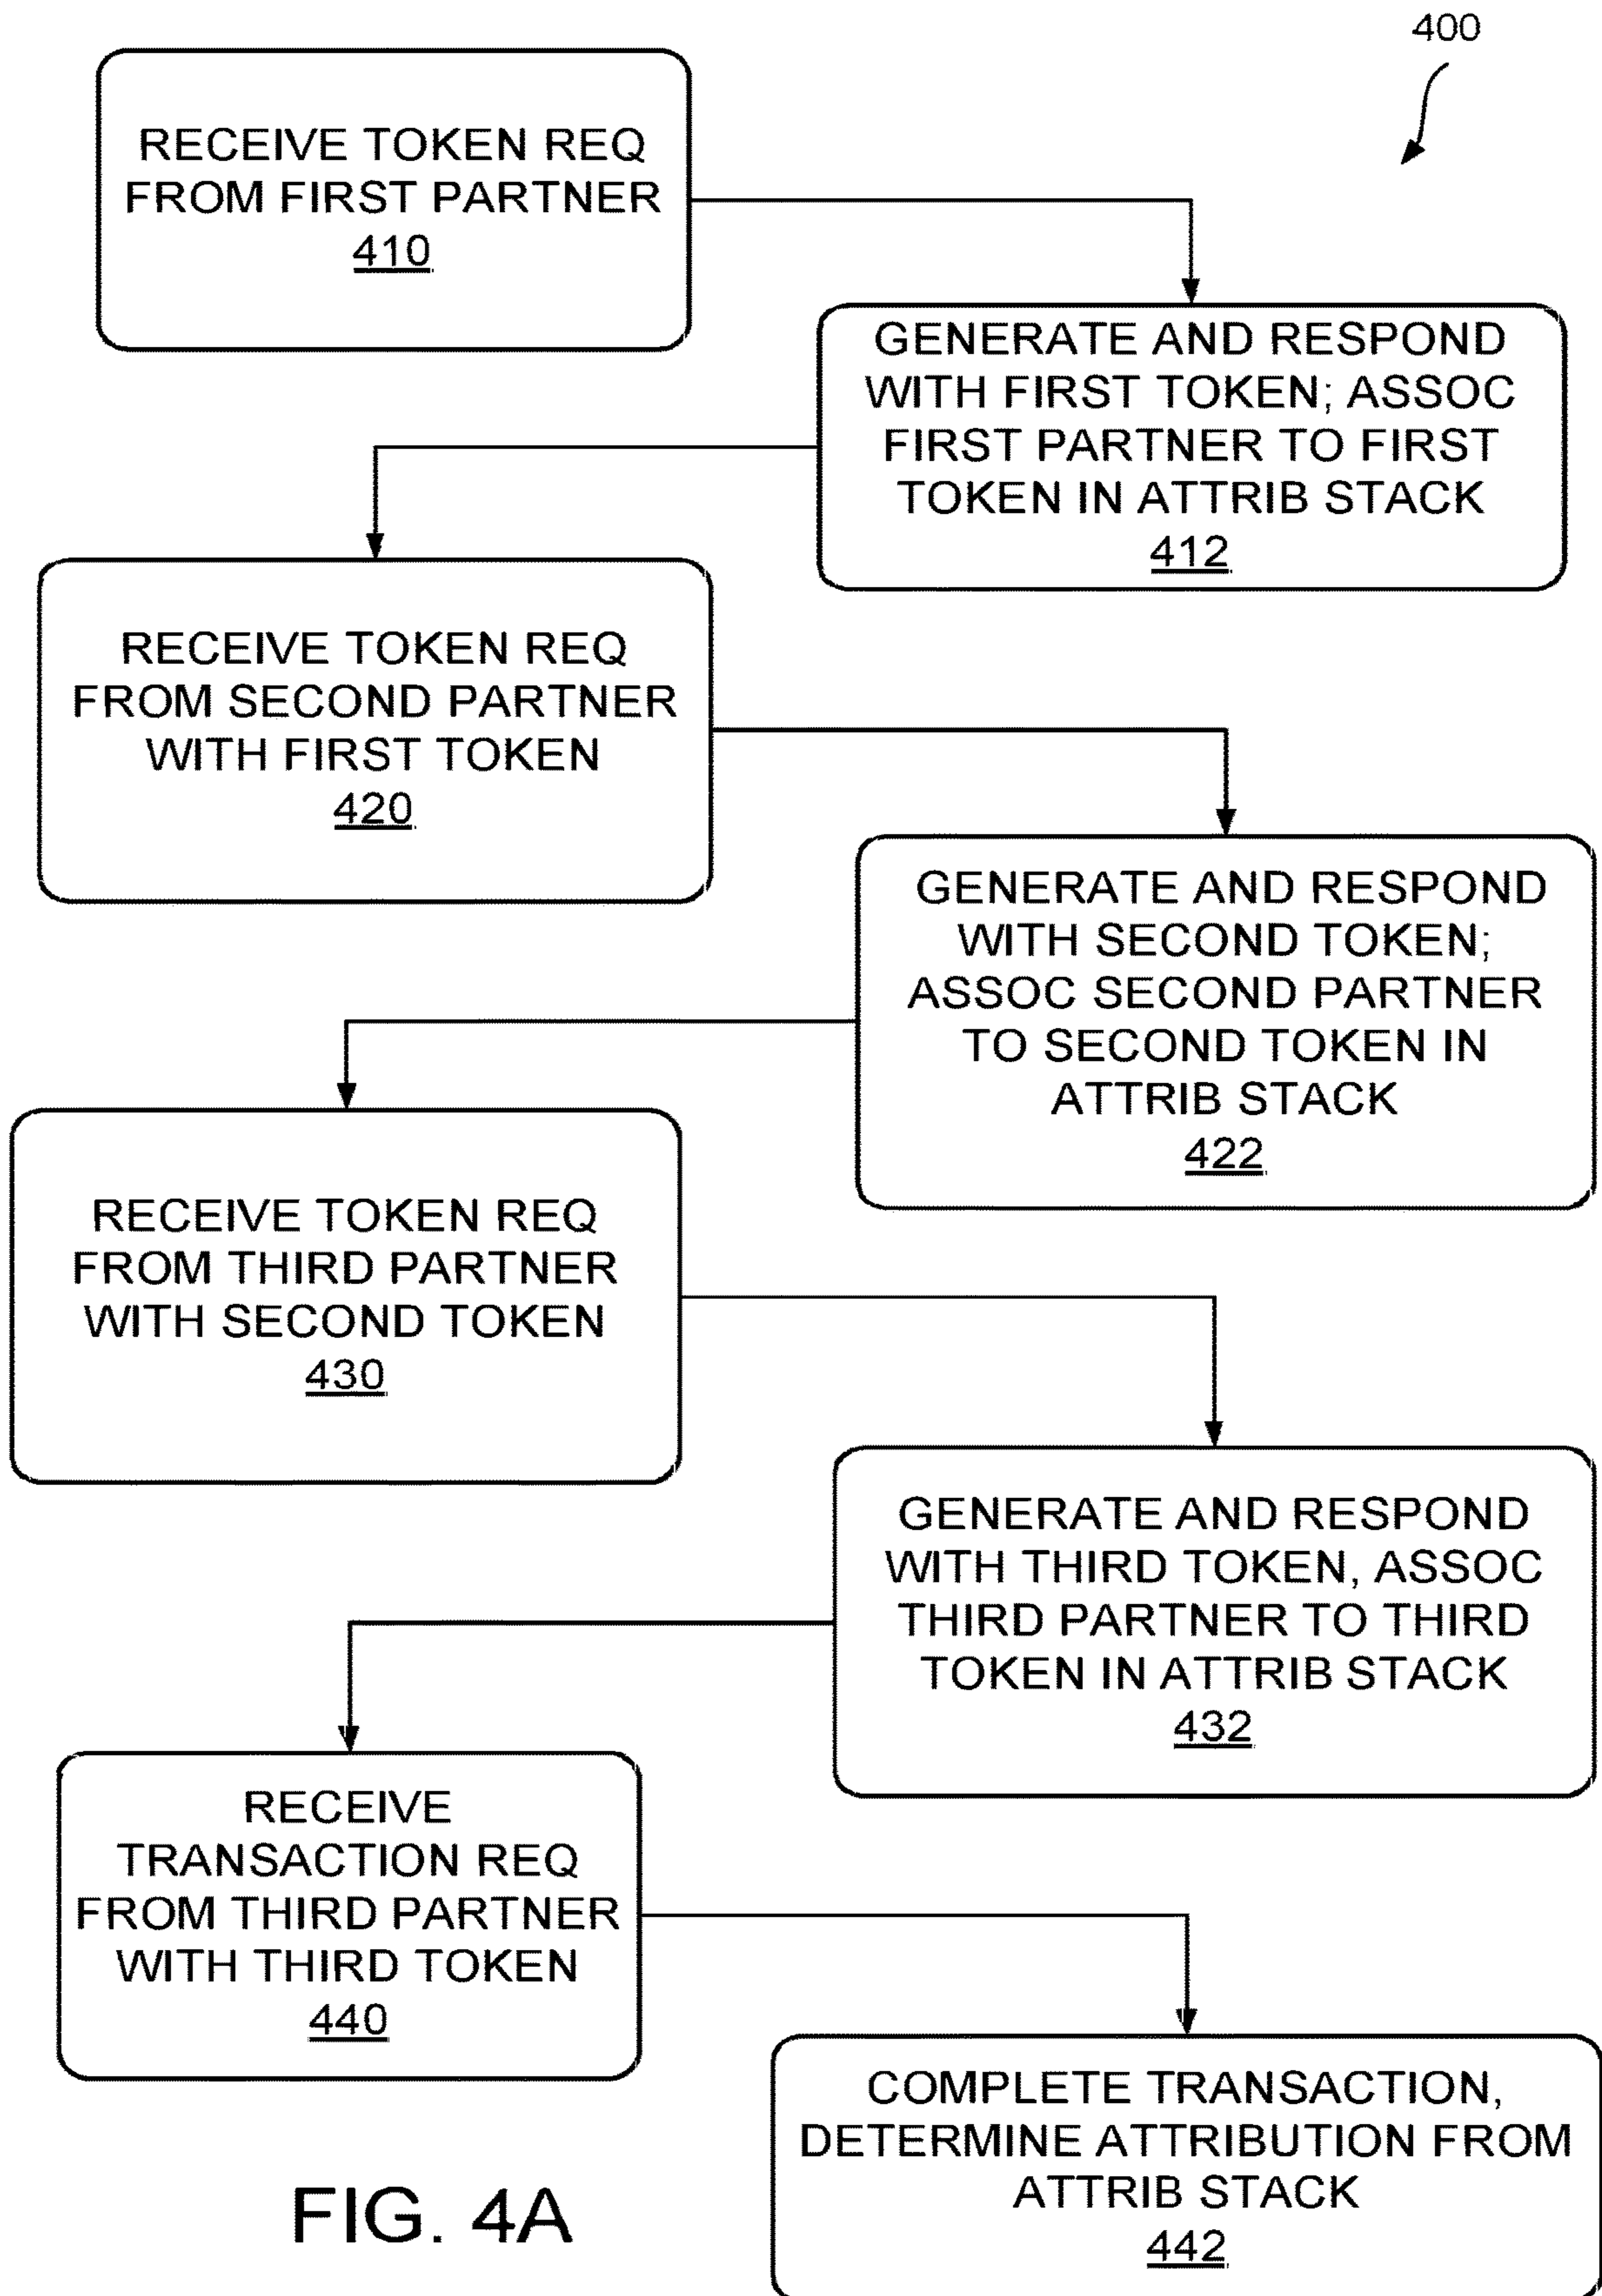 400
RECEIVE TOKEN REQ
FROM FIRST PARTNER
410
GENERATE AND RESPOND
WITH FIRST TOKEN; ASSOC
FIRST PARTNER TO FIRST
TOKEN IN ATTRIB STACK
412
RECEIVE TOKEN REQ
FROM SECOND PARTNER
WITH FIRST TOKEN
420
GENERATE AND RESPOND
WITH SECOND TOKEN;
ASSOC SECOND PARTNER
TO SECOND TOKEN IN
ATTRIB STACK
422
RECEIVE TOKEN REQ
FROM THIRD PARTNER
WITH SECOND TOKEN
430
GENERATE AND RESPOND
WITH THIRD TOKEN, ASSOC
THIRD PARTNER TO THIRD
TOKEN IN ATTRIB STACK
432
RECEIVE
TRANSACTION REQ
FROM THIRD PARTNER
WITH THIRD TOKEN
440
COMPLETE TRANSACTION,
DETERMINE ATTRIBUTION FROM
ATTRIB STACK
442
FIG. 4A